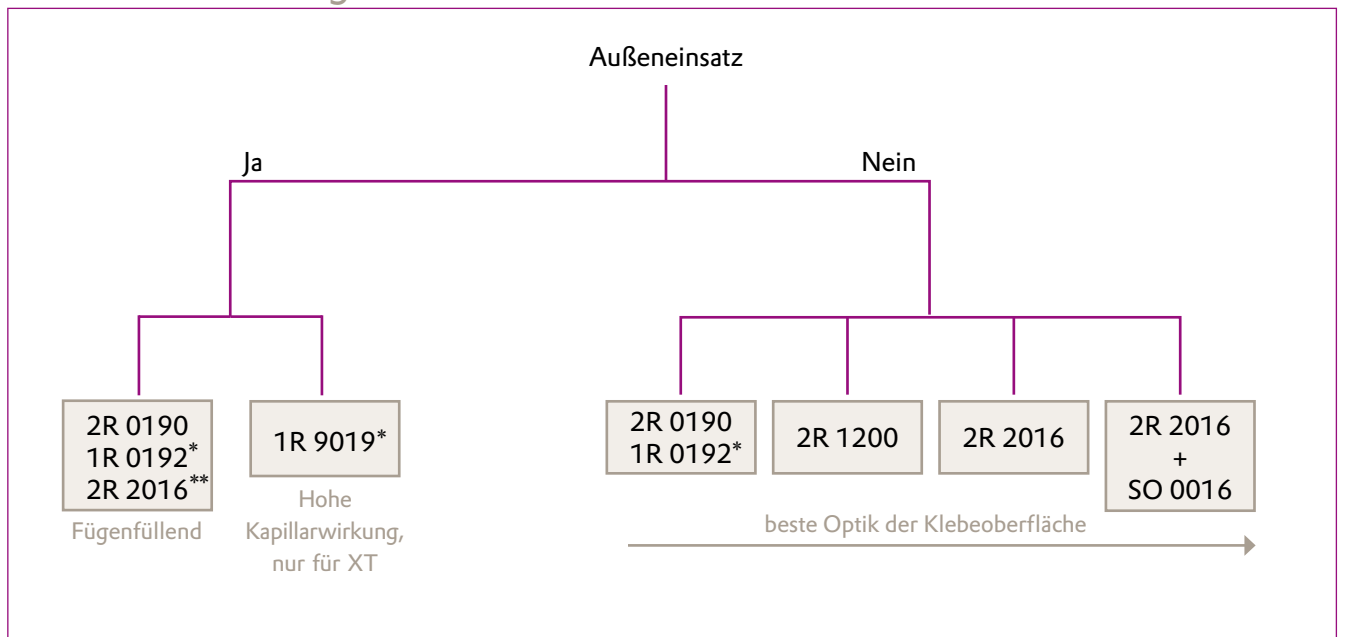 Außeneinsatz
Ja
Nein
2R 0190
1R 0192*
2R 2016**
Fügenfüllend
1R 9019*
Hohe
Kapillarwirkung,
nur für XT
2R 0190
1R 0192*
2R 1200
2R 2016
2R 2016
+
SO 0016
beste Optik der Klebeoberfläche